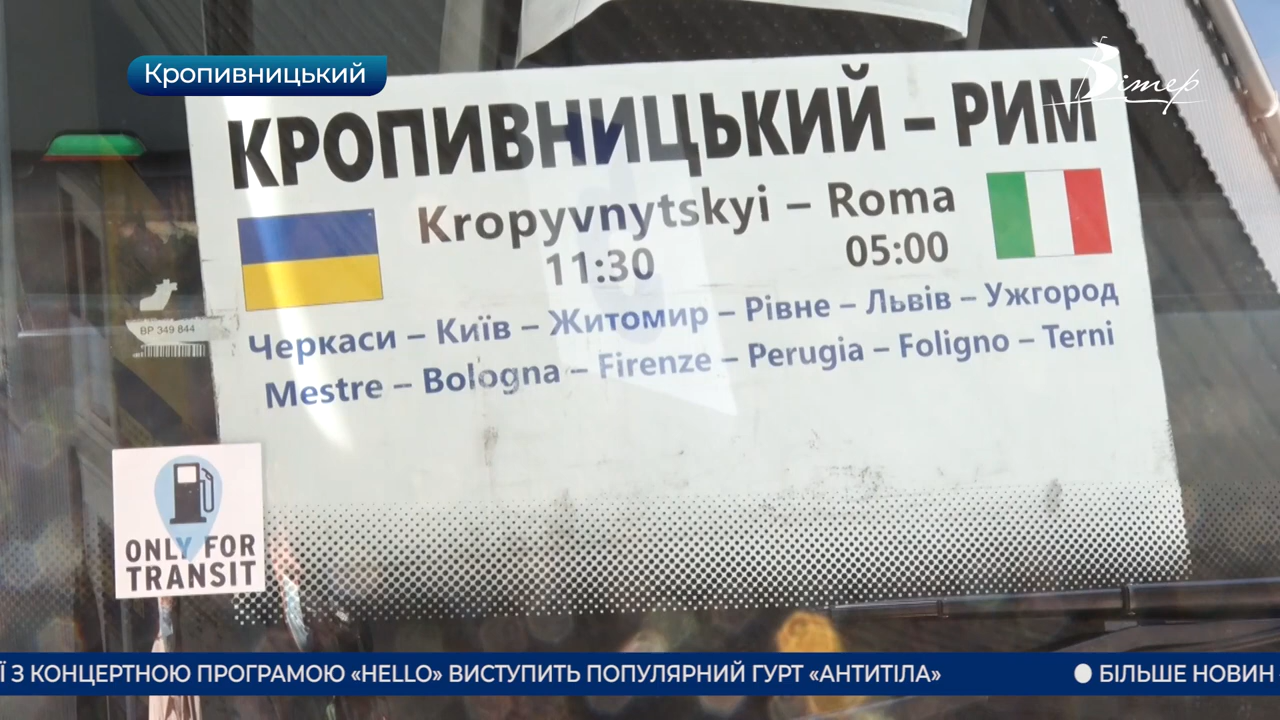 Кропивницький
Вітер
КРОПИВНИЦЬКИЙ – РИМ
Kropyvnytskyi – Roma
11:30 05:00
Черкаси – Київ – Житомир – Рівне – Львів – Ужгород
Mestre – Bologna – Firenze – Perugia – Foligno – Terni
BP 349 844
ONLY FOR
TRANSIT
Ї З КОНЦЕРТНОЮ ПРОГРАМОЮ «HELLO» ВИСТУПИТЬ ПОПУЛЯРНИЙ ГУРТ «АНТИТІЛА» ● БІЛЬШЕ НОВИН